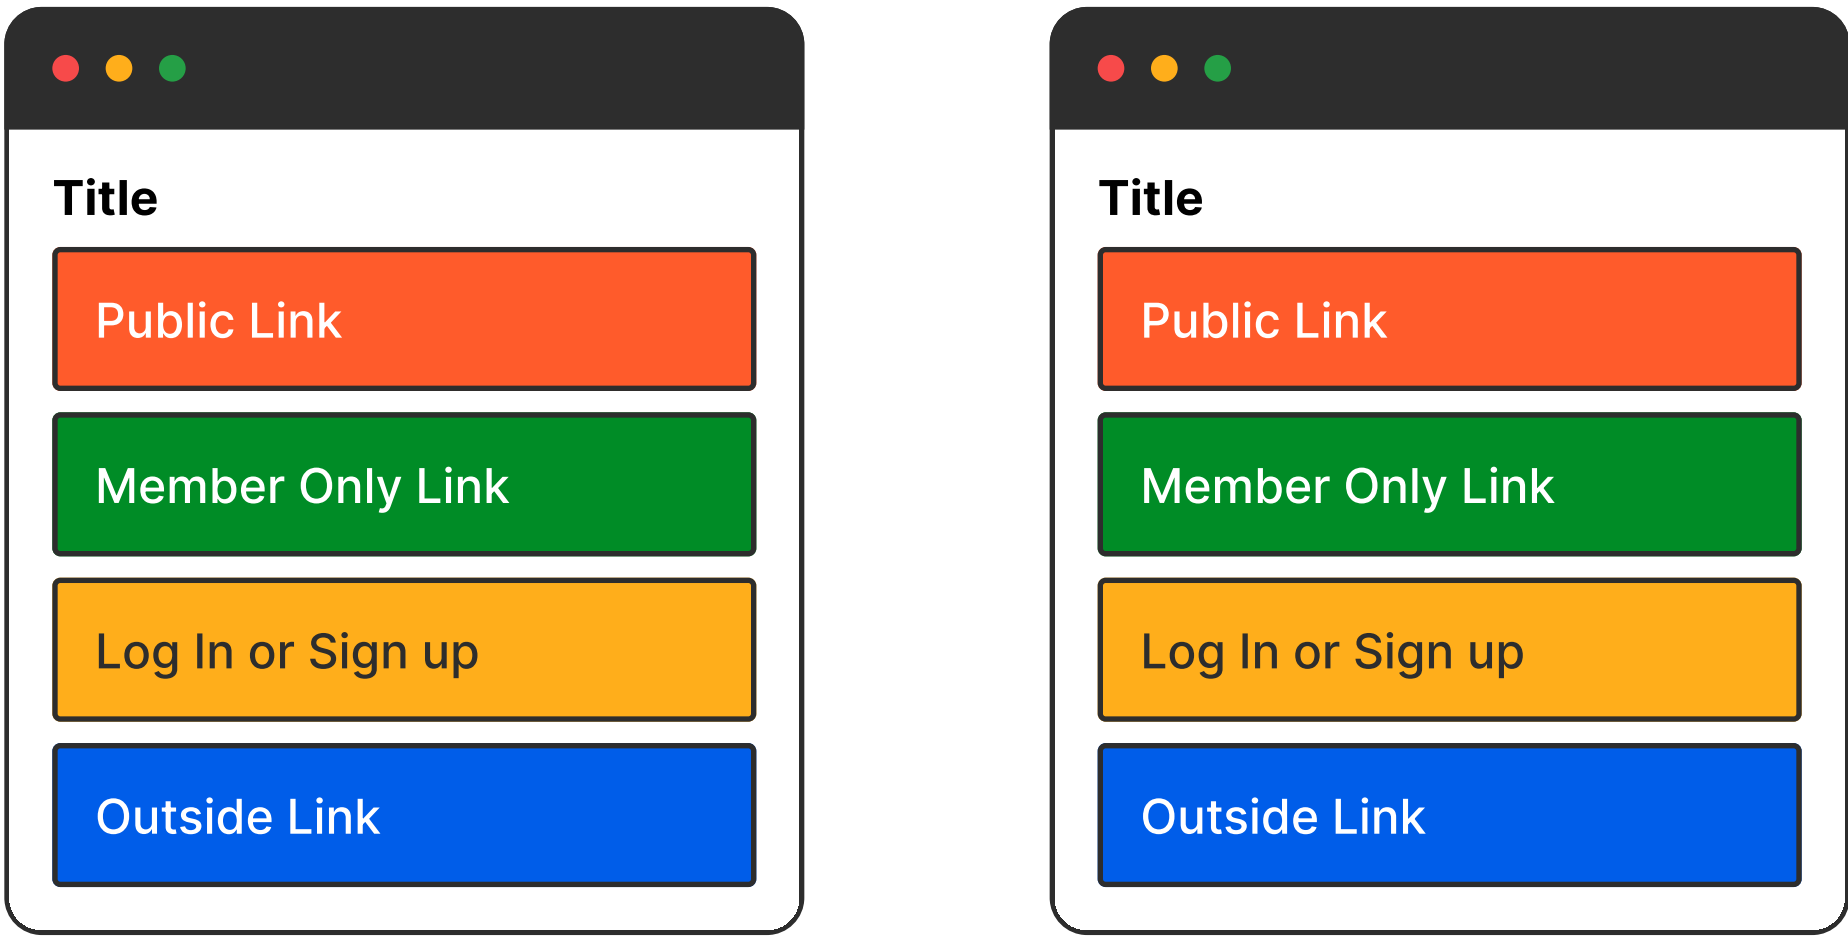 Title
Public Link
Member Only Link
Log In or Sign up
Outside Link
Title
Public Link
Member Only Link
Log In or Sign up
Outside Link